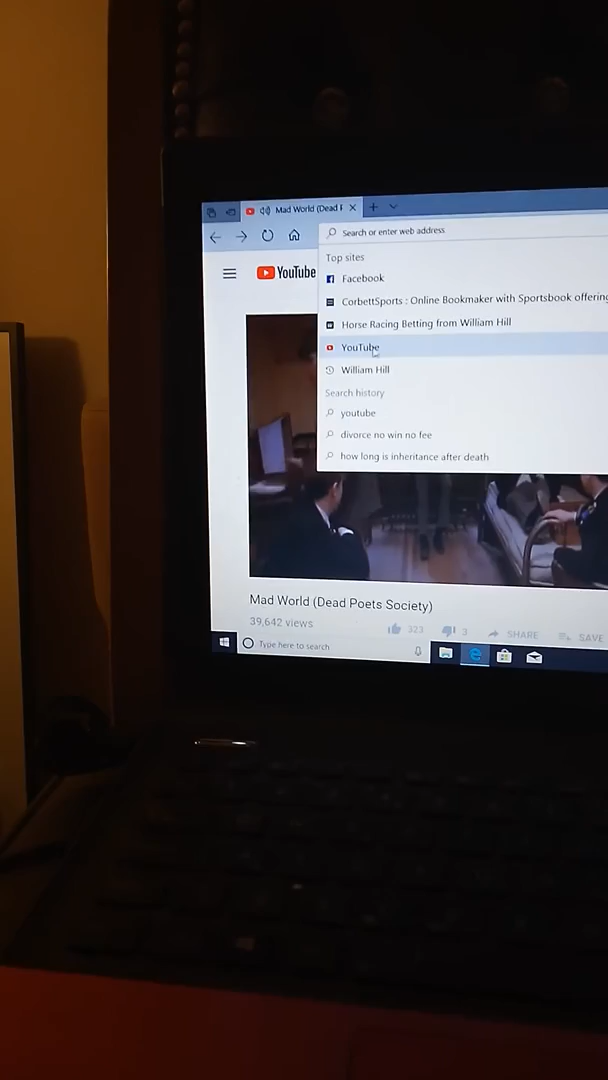 Mad World (Dead F
Search or enter web address
Top sites
YouTube
Facebook
CorbettSports : Online Bookmaker with Sportsbook offering
Horse Racing Betting from William Hill
YouTube
William Hill
Search history
youtube
divorce no win no fee
how long is inheritance after death
Mad World (Dead Poets Society)
39,642 views
323
3
SHARE
SAVE
Type here to search